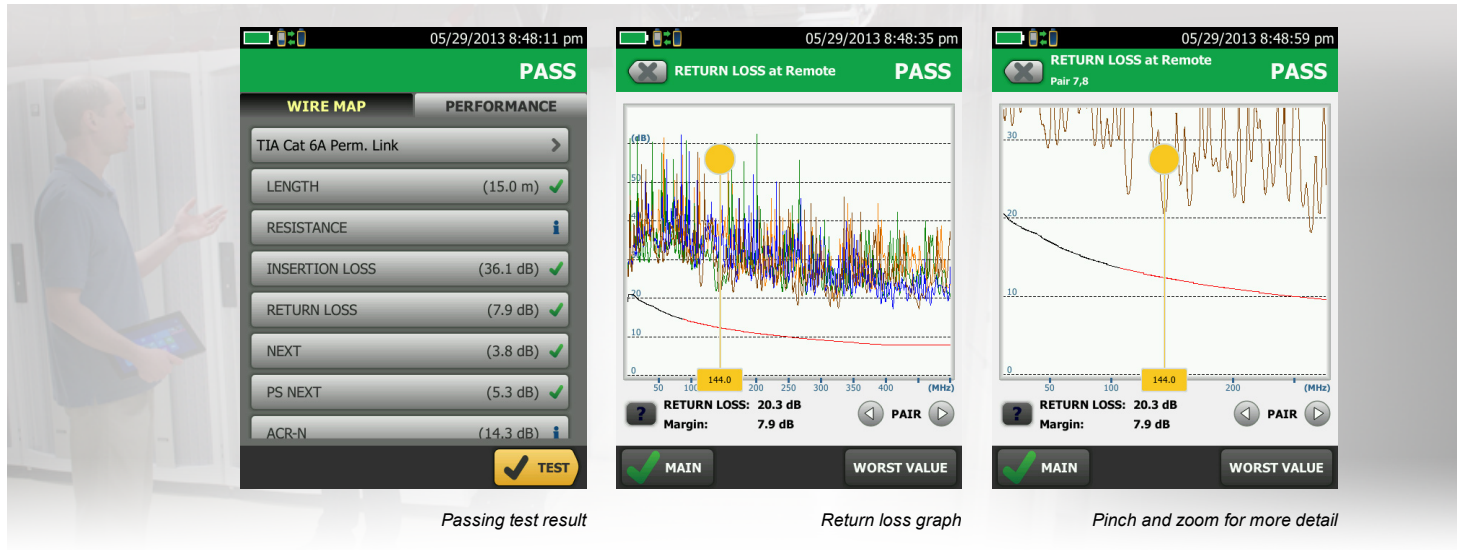 05/29/2013 8:48:11 pm
PASS
WIRE MAP PERFORMANCE
TIA Cat 6A Perm. Link
LENGTH (15.0 m)
RESISTANCE i
INSERTION LOSS (36.1 dB)
RETURN LOSS (7.9 dB)
NEXT (3.8 dB)
PS NEXT (5.3 dB)
ACR-N (14.3 dB) i
TEST
Passing test result
05/29/2013 8:48:35 pm
RETURN LOSS at Remote PASS
(dB)
50
40
30
20
10
0
50 100 144.0 200 250 300 350 400 (MHz)
? RETURN LOSS: 20.3 dB PAIR
Margin: 7.9 dB
MAIN WORST VALUE
Return loss graph
05/29/2013 8:48:59 pm
RETURN LOSS at Remote PASS
Pair 7,8
30
20
10
0
50 100 144.0 200 (MHz)
? RETURN LOSS: 20.3 dB PAIR
Margin: 7.9 dB
MAIN WORST VALUE
Pinch and zoom for more detail